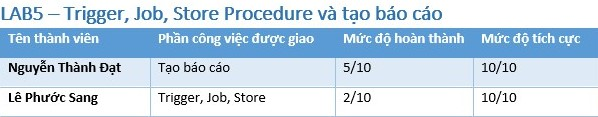 LAB5 – Trigger, Job, Store Procedure và tạo báo cáo
Tên thành viên Phần công việc được giao Mức độ hoàn thành Mức độ tích cực
Nguyễn Thành Đạt Tạo báo cáo 5/10 10/10
Lê Phước Sang Trigger, Job, Store 2/10 10/10